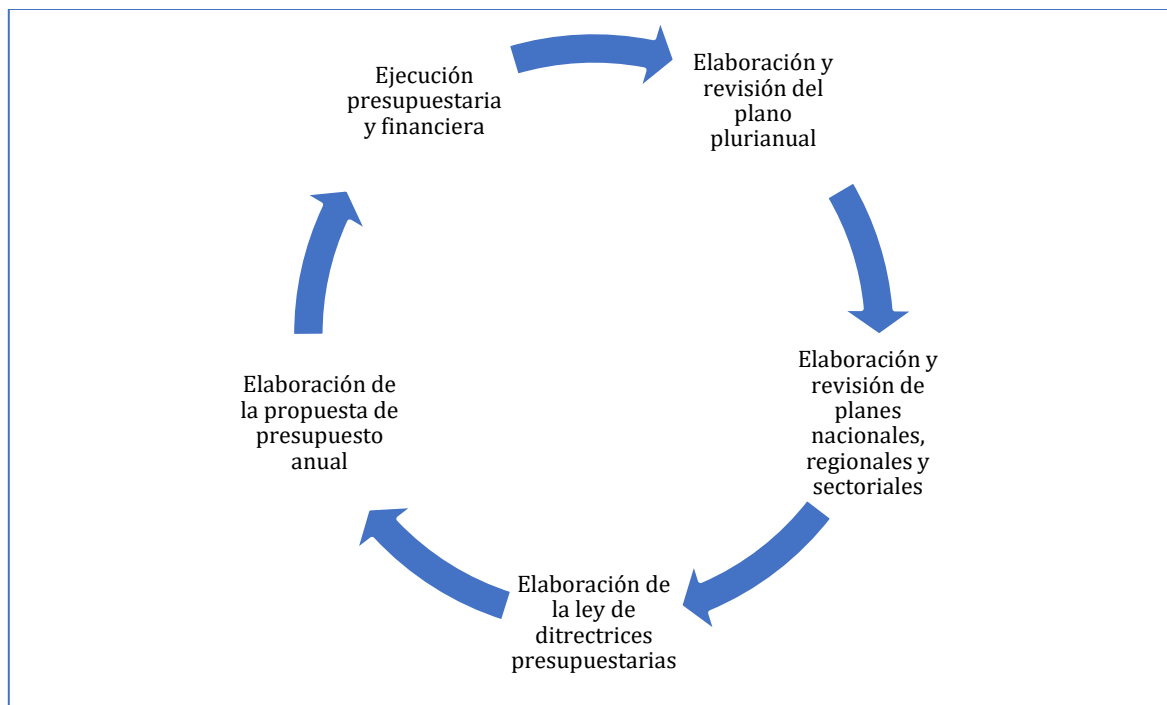 Ejecución
presupuestaria
y financiera
Elaboración y
revisión del
plano
plurianual
Elaboración y
revisión de
planes
nacionales,
regionales y
sectoriales
Elaboración de
la ley de
ditrectrices
presupuestarias
Elaboración de
la propuesta de
presupuesto
anual